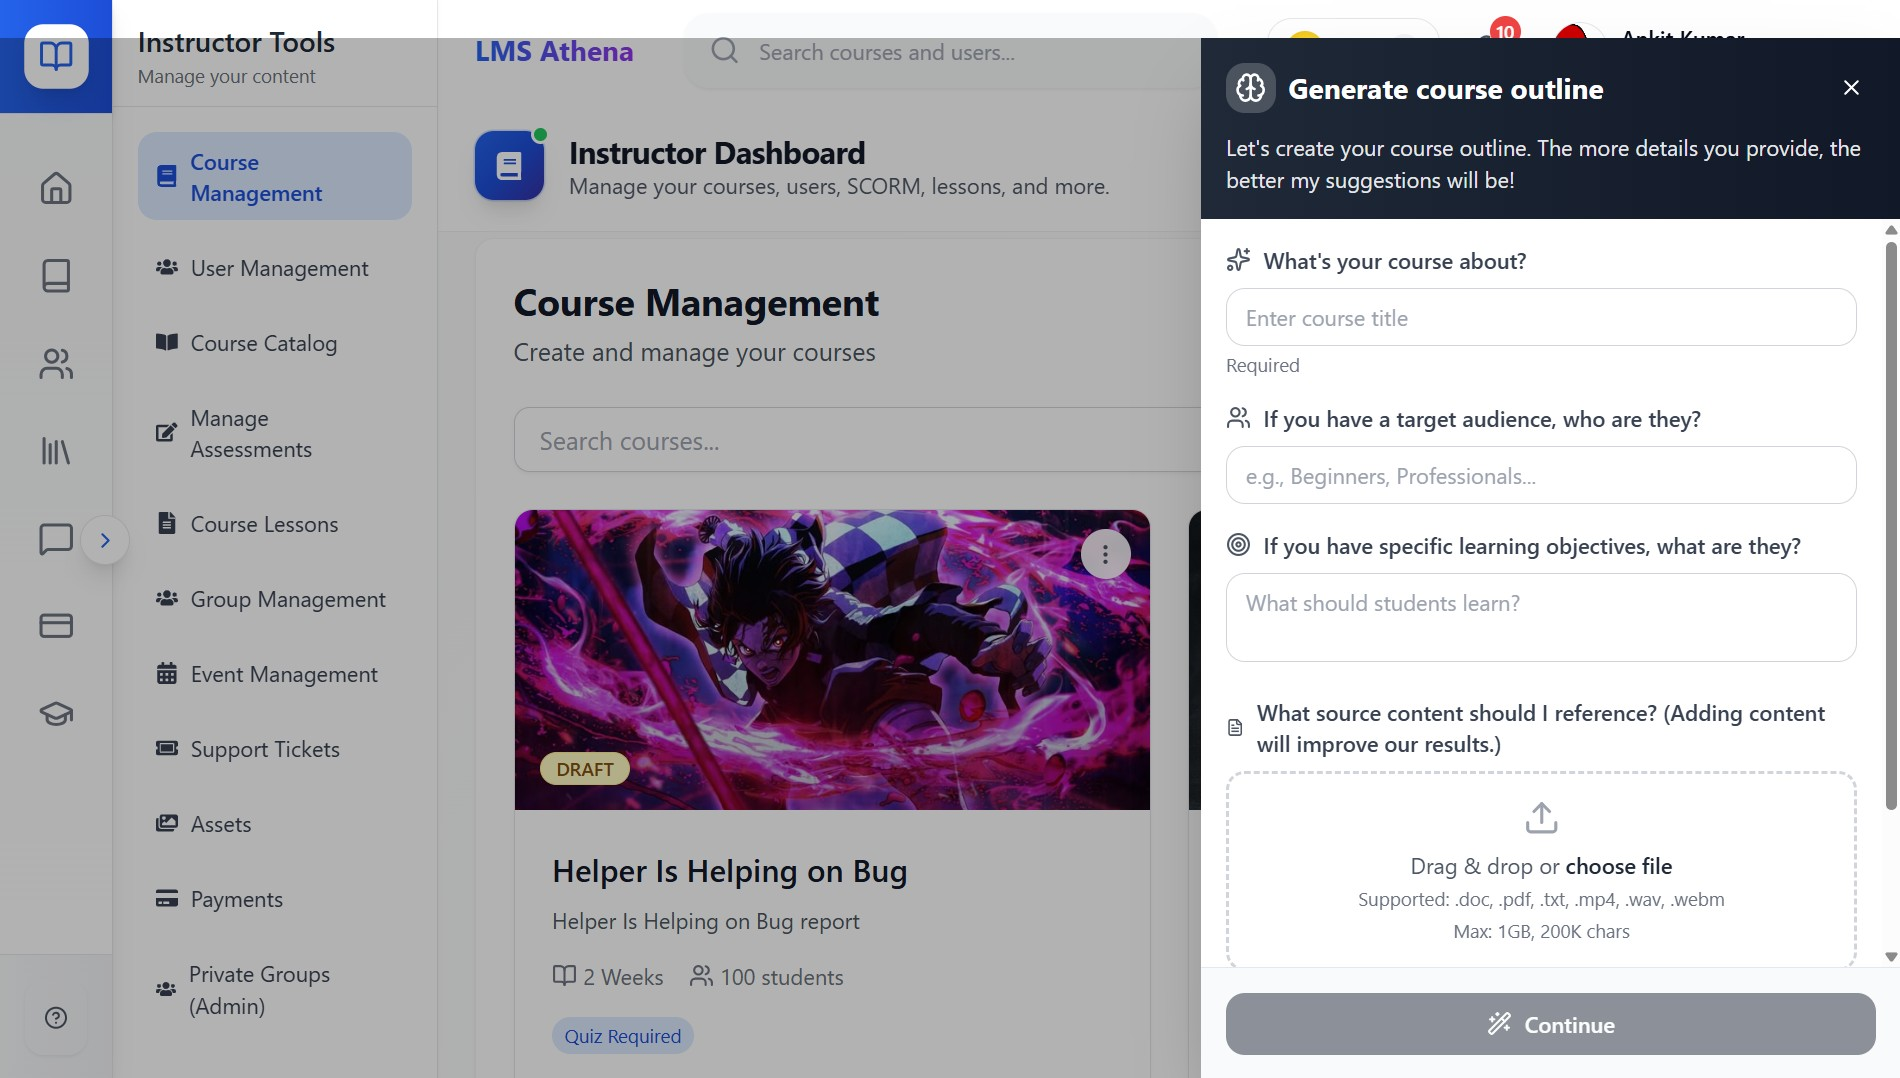 Instructor Tools
Manage your content
Course
Management
User Management
Course Catalog
Manage
Assessments
Course Lessons
Group Management
Event Management
Support Tickets
Assets
Payments
Private Groups
(Admin)
LMS Athena
Search courses and users...
10
Ankit Kumar
Instructor Dashboard
Manage your courses, users, SCORM, lessons, and more.
Course Management
Create and manage your courses
Search courses...
DRAFT
Helper Is Helping on Bug
Helper Is Helping on Bug report
2 Weeks
100 students
Quiz Required
Generate course outline
Let's create your course outline. The more details you provide, the
better my suggestions will be!
What's your course about?
Enter course title
Required
If you have a target audience, who are they?
e.g., Beginners, Professionals...
If you have specific learning objectives, what are they?
What should students learn?
What source content should I reference? (Adding content
will improve our results.)
Drag & drop or choose file
Supported: .doc, .pdf, .txt, .mp4, .wav, .webm
Max: 1GB, 200K chars
Continue